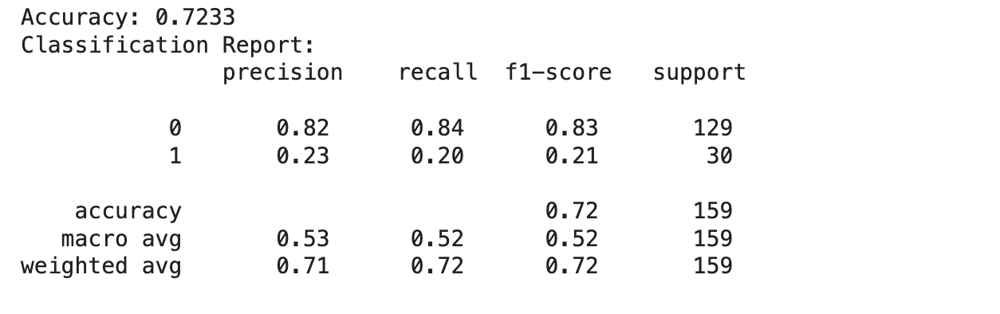 Accuracy: 0.7233
Classification Report:
precision recall f1-score support
0 0.82 0.84 0.83 129
1 0.23 0.20 0.21 30
accuracy 0.72 159
macro avg 0.53 0.52 0.52 159
weighted avg 0.71 0.72 0.72 159